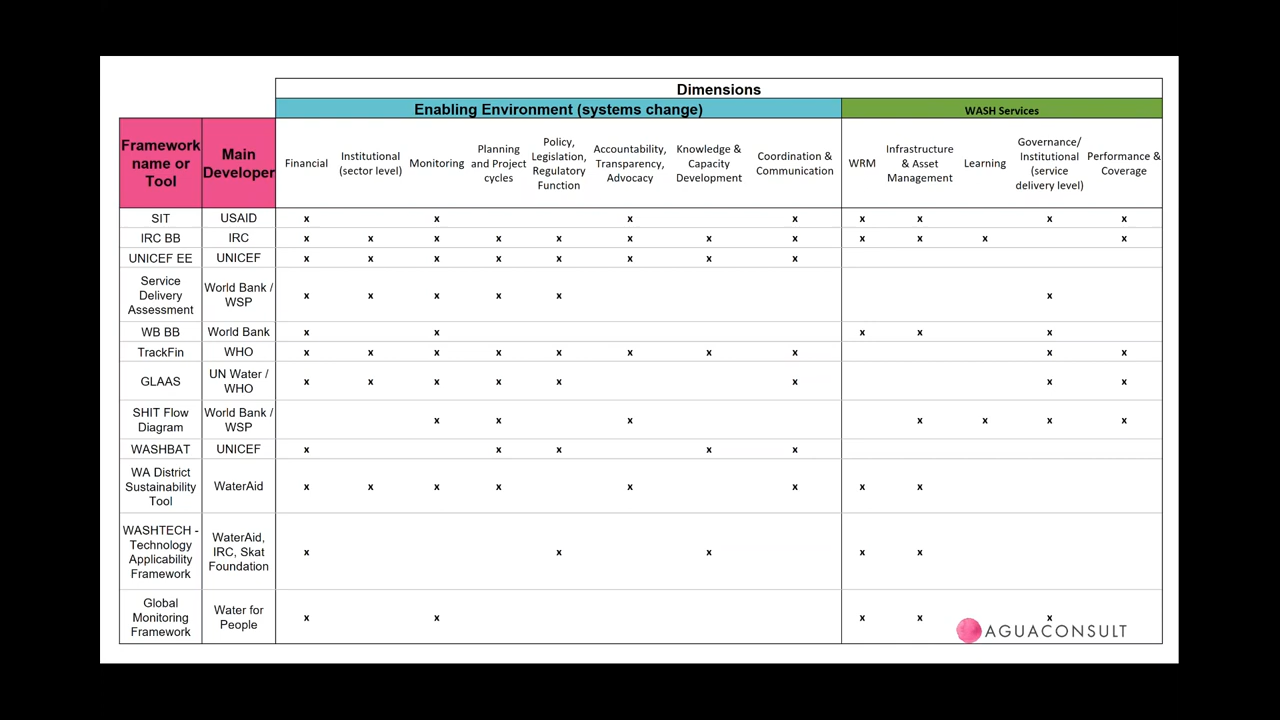 Dimensions
Enabling Environment (systems change) WASH Services
Framework name or Tool Main Developer Financial Institutional (sector level) Monitoring Planning and Project cycles Policy, Legislation, Regulatory Function Accountability, Transparency, Advocacy Knowledge & Capacity Development Coordination & Communication WRM Infrastructure & Asset Management Learning Governance/ Institutional (service delivery level) Performance & Coverage
SIT USAID x x x x x x x x
IRC BB IRC x x x x x x x x x x x x
UNICEF EE UNICEF x x x x x x x x
Service Delivery Assessment World Bank / WSP x x x x x x
WB BB World Bank x x x x x
TrackFin WHO x x x x x x x x x x
GLAAS UN Water / WHO x x x x x x x x
SHIT Flow Diagram World Bank / WSP x x x x x x x
WASHBAT UNICEF x x x x x
WA District Sustainability Tool WaterAid x x x x x x x x
WASHTECH - Technology Applicability Framework WaterAid, IRC, Skat Foundation x x x x x
Global Monitoring Framework Water for People x x x x x
AGUACONSULT